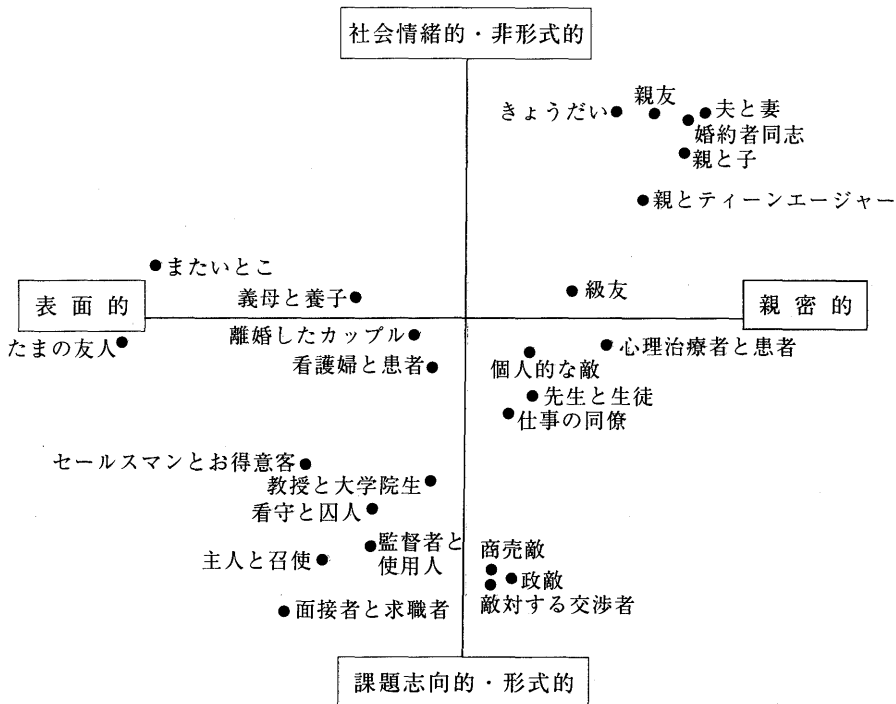 社会情緒的・非形式的
親友
きょうだい
夫と妻
婚約者同志
親と子
親とティーンエージャー
またいとこ
級友
表面的
義母と養子
親密的
離婚したカップル
たまの友人
心理治療者と患者
看護婦と患者
個人的な敵
先生と生徒
仕事の同僚
セールスマンとお得意客
教授と大学院生
看守と囚人
監督者と
使用人
主人と召使
商売敵
政敵
敵対する交渉者
面接者と求職者
課題志向的・形式的